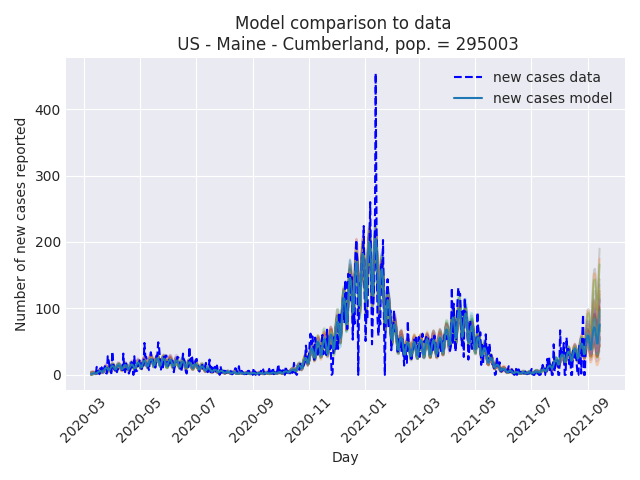 Model comparison to data
US - Maine - Cumberland, pop. = 295003
new cases data
new cases model
Number of new cases reported
400
300
200
100
0
2020-03
2020-05
2020-07
2020-09
2020-11
2021-01
2021-03
2021-05
2021-07
2021-09
Day